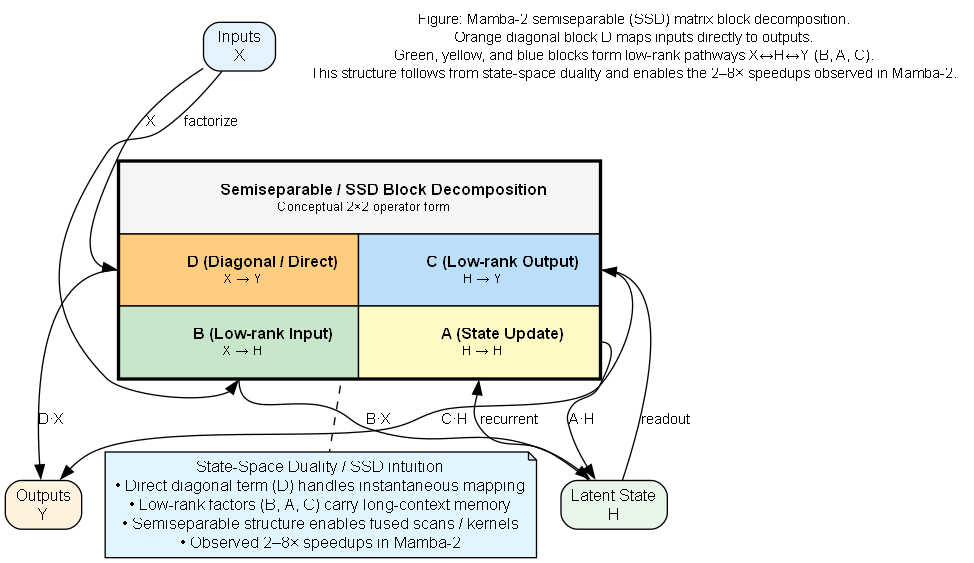 Figure: Mamba-2 semiseparable (SSD) matrix block decomposition.
Orange diagonal block D maps inputs directly to outputs.
Green, yellow, and blue blocks form low-rank pathways X↔H↔Y (B, A, C).
This structure follows from state-space duality and enables the 2–8× speedups observed in Mamba-2.
Inputs
X
X
factorize
Semiseparable / SSD Block Decomposition
Conceptual 2×2 operator form
D (Diagonal / Direct)
X → Y
C (Low-rank Output)
H → Y
B (Low-rank Input)
X → H
A (State Update)
H → H
D·X
B·X
C·H
recurrent
A·H
readout
Outputs
Y
State-Space Duality / SSD intuition
• Direct diagonal term (D) handles instantaneous mapping
• Low-rank factors (B, A, C) carry long-context memory
• Semiseparable structure enables fused scans / kernels
• Observed 2–8× speedups in Mamba-2
Latent State
H